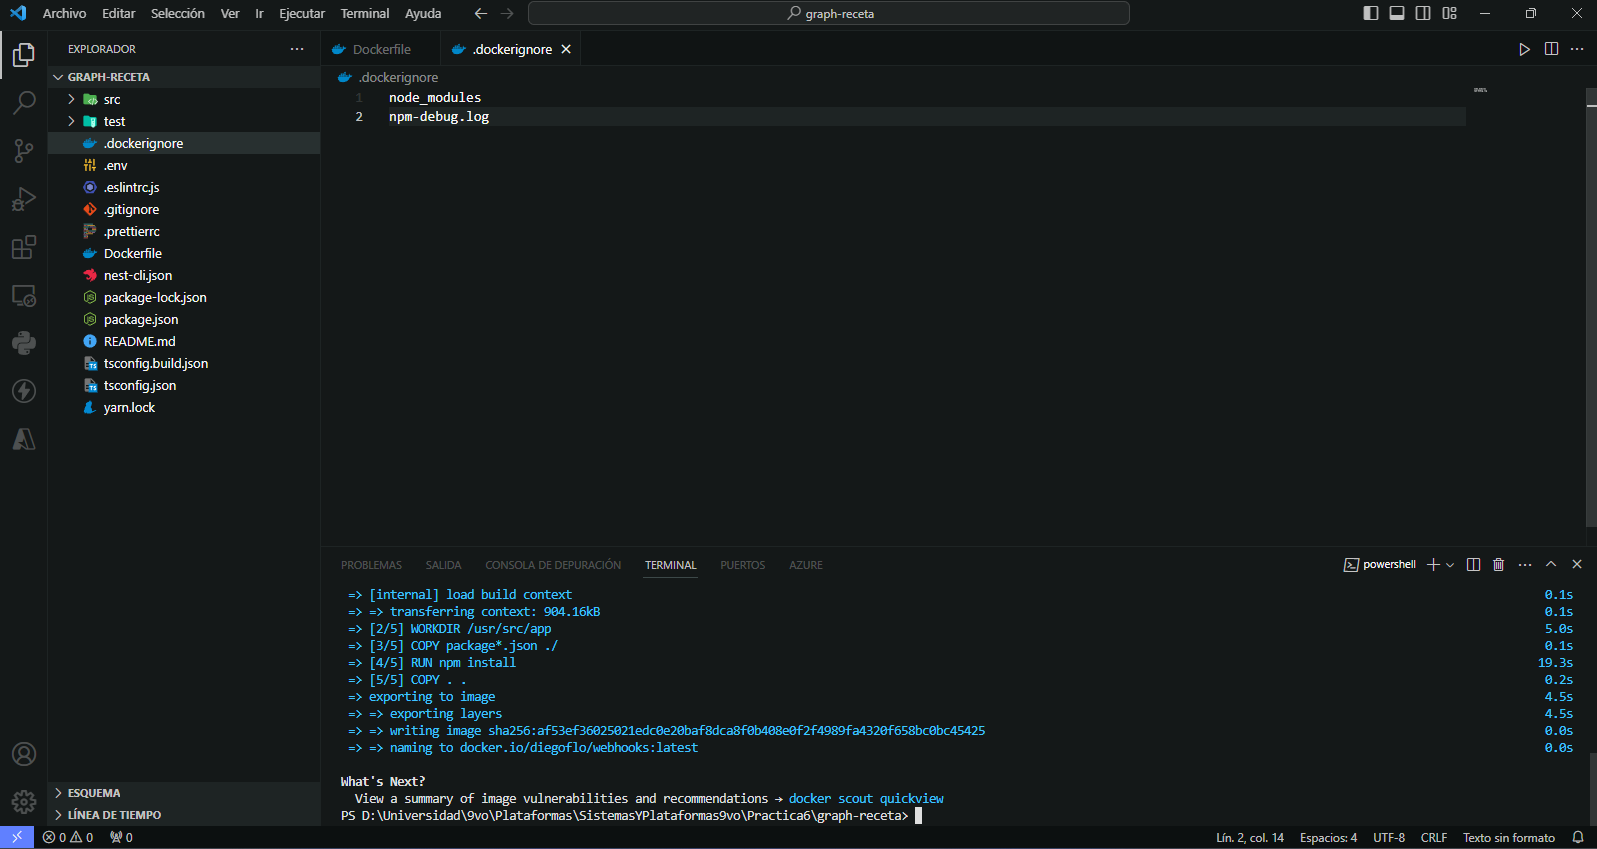 Archivo Editar Selección Ver Ir Ejecutar Terminal Ayuda
graph-receta
EXPLORADOR
GRAPH-RECETA
src
test
.dockerignore
.env
.eslintrc.js
.gitignore
.prettierrc
Dockerfile
nest-cli.json
package-lock.json
package.json
README.md
tsconfig.build.json
tsconfig.json
yarn.lock
ESQUEMA
LÍNEA DE TIEMPO
Dockerfile .dockerignore
.dockerignore
1 node_modules
2 npm-debug.log
PROBLEMAS SALIDA CONSOLA DE DEPURACIÓN TERMINAL PUERTOS AZURE
powershell
=> [internal] load build context 0.1s
=> => transferring context: 904.16kB 0.1s
=> [2/5] WORKDIR /usr/src/app 5.0s
=> [3/5] COPY package*.json ./ 0.1s
=> [4/5] RUN npm install 19.3s
=> [5/5] COPY . . 0.2s
=> exporting to image 4.5s
=> => exporting layers 4.5s
=> => writing image sha256:af53ef36025021edc0e20baf8dca8f0b408e0f2f4989fa4320f658bc0bc45425 0.0s
=> => naming to docker.io/diegoflo/webhooks:latest 0.0s
What's Next?
View a summary of image vulnerabilities and recommendations → docker scout quickview
PS D:\Universidad\9vo\Plataformas\SistemasYPlataformas9vo\Practica6\graph-receta>
0 0 0
Lín. 2, col. 14 Espacios: 4 UTF-8 CRLF Texto sin formato